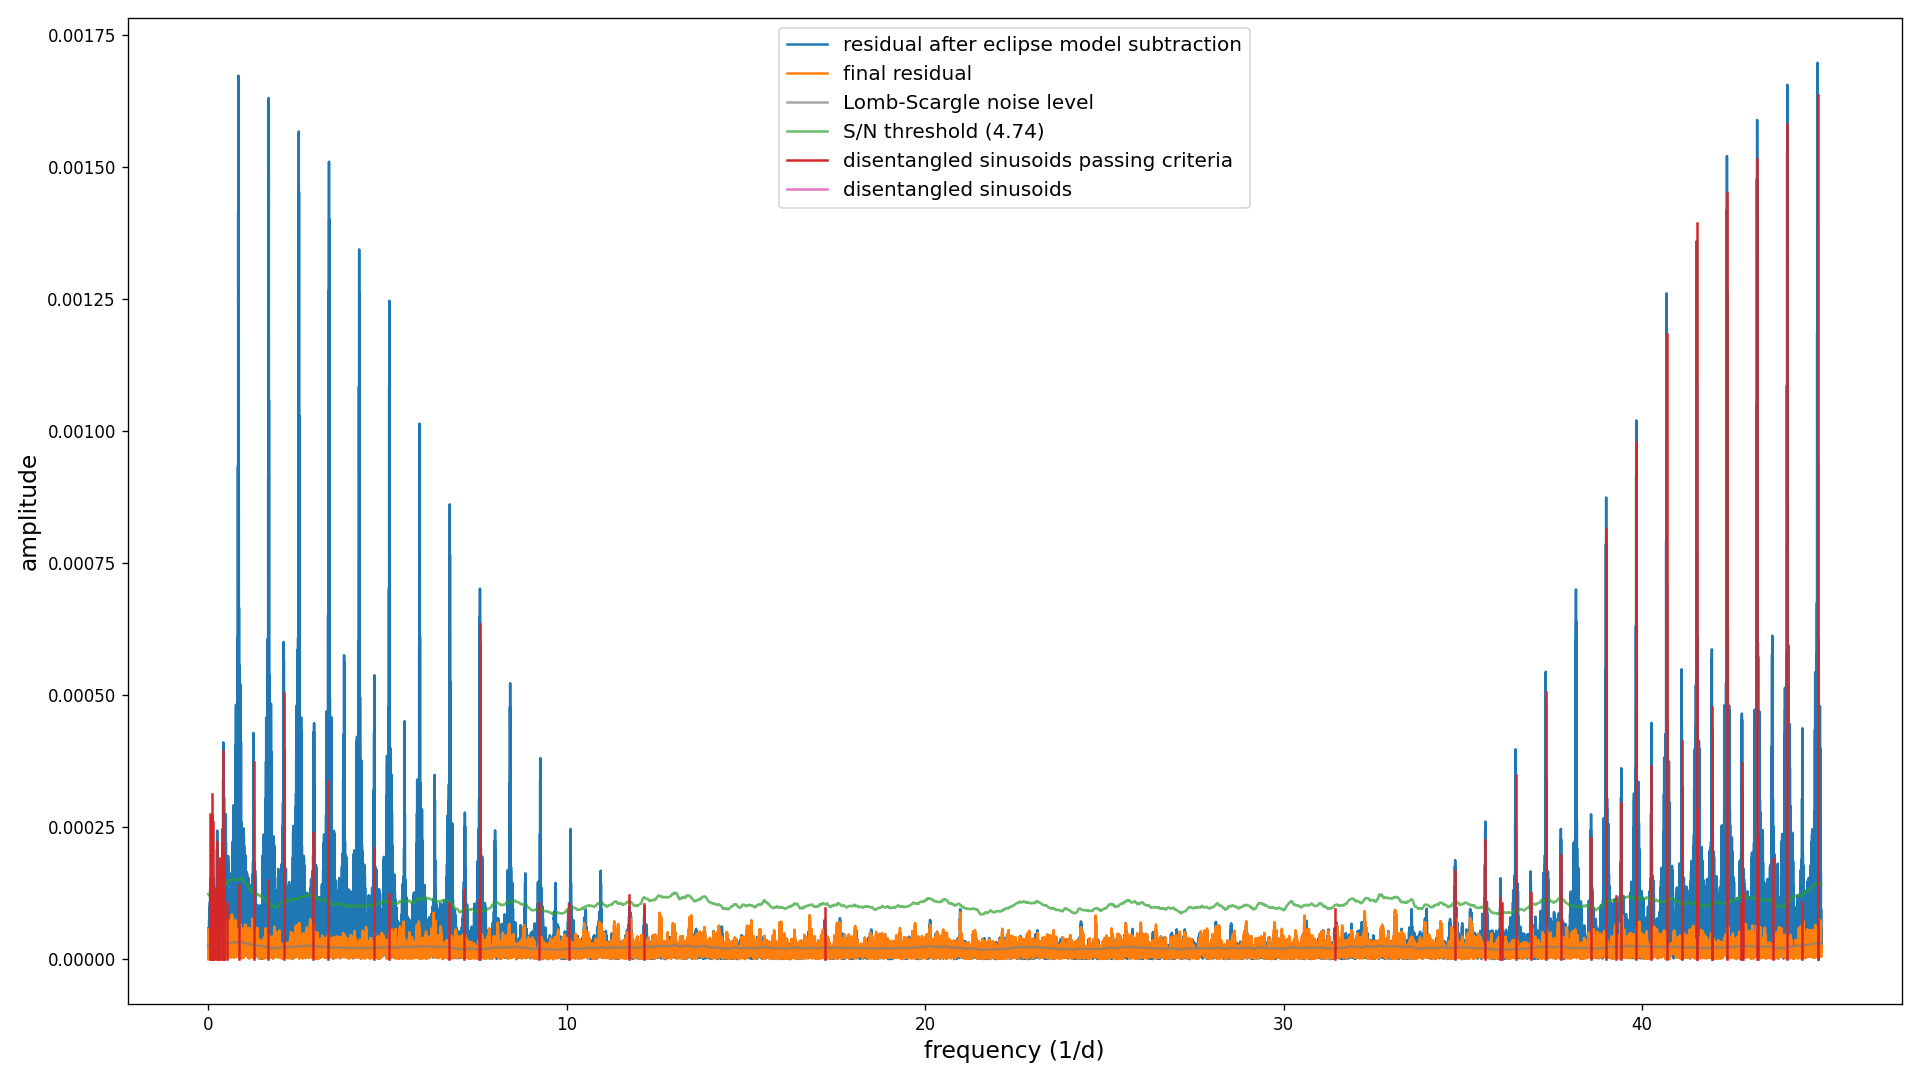 residual after eclipse model subtraction
final residual
Lomb-Scargle noise level
S/N threshold (4.74)
disentangled sinusoids passing criteria
disentangled sinusoids
0.00175
0.00150
0.00125
0.00100
0.00075
0.00050
0.00025
0.00000
amplitude
0 10 20 30 40
frequency (1/d)